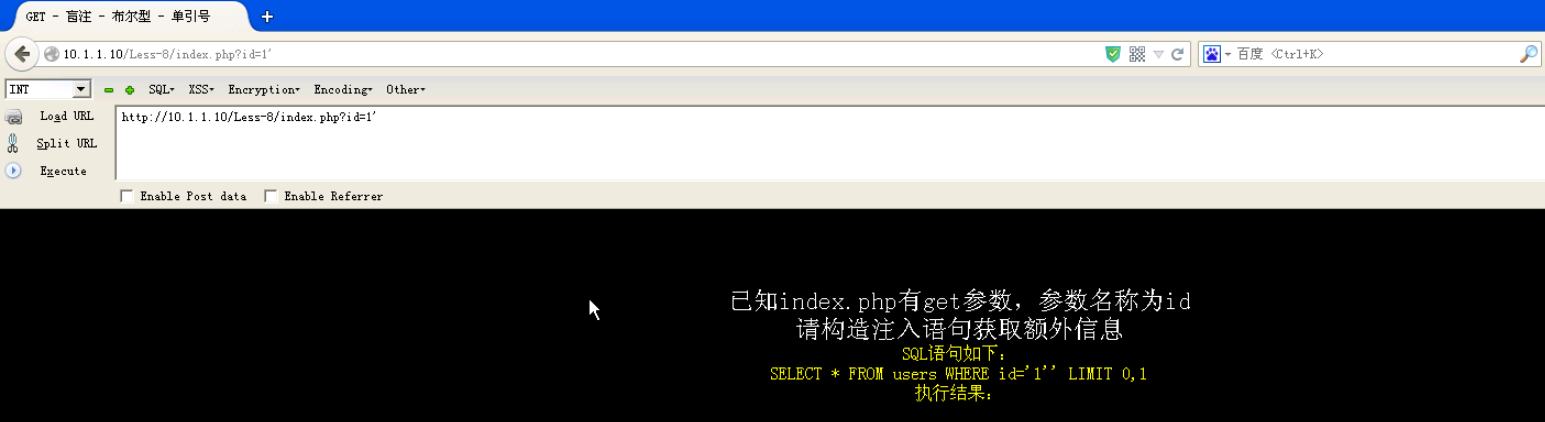 GET - 盲注 - 布尔型 - 单引号
10.1.1.10/Less-8/index.php?id=1'
百度 <Ctrl+K>
INT SQL XSS Encryption Encoding Other
Load URL
http://10.1.1.10/Less-8/index.php?id=1'
Split URL
Execute
Enable Post data Enable Referrer
已知index.php有get参数，参数名称为id
请构造注入语句获取额外信息
SQL语句如下：
SELECT * FROM users WHERE id='1'' LIMIT 0,1
执行结果：